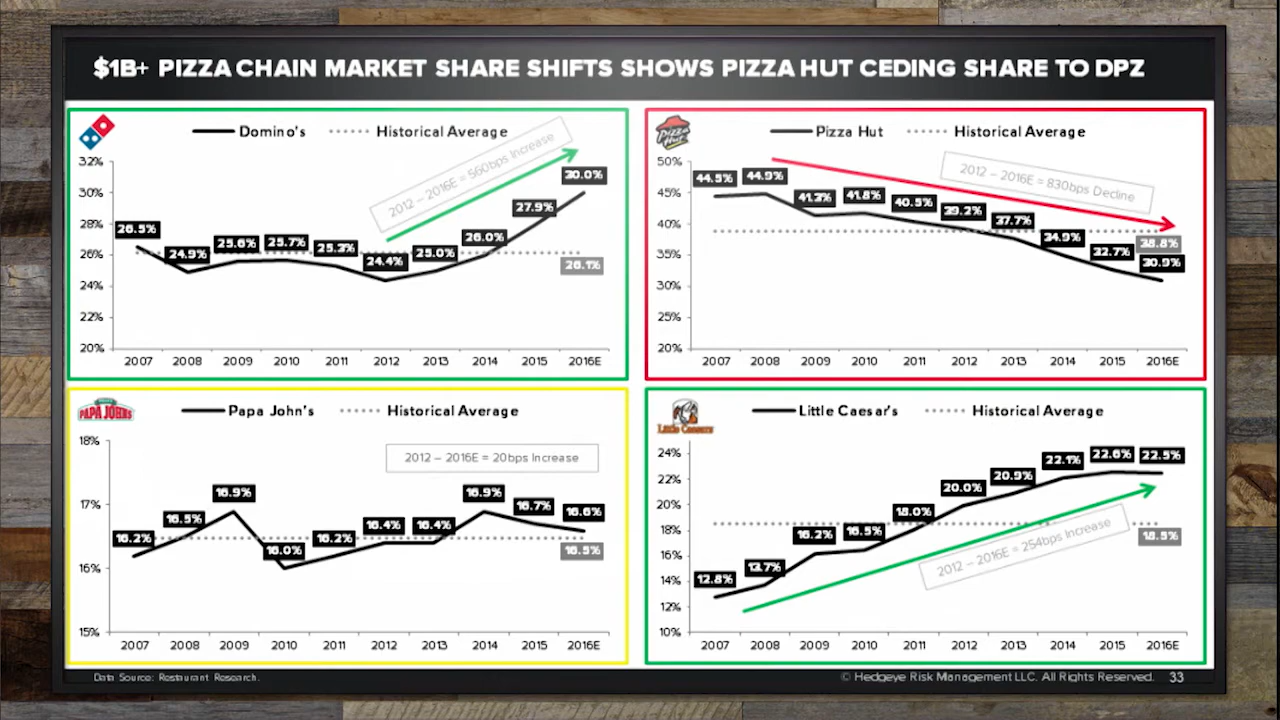 $1B+ PIZZA CHAIN MARKET SHARE SHIFTS SHOWS PIZZA HUT CEDING SHARE TO DPZ
Domino's Historical Average
2012 – 2016E = 560bps Increase
32%
30%
28%
26%
24%
22%
20%
26.5% 24.9% 25.6% 25.7% 25.3% 24.4% 25.0% 26.0% 27.9% 30.0%
26.1%
2007 2008 2009 2010 2011 2012 2013 2014 2015 2016E
Pizza Hut
Pizza Hut Historical Average
2012 – 2016E = 830bps Decline
50%
45%
40%
35%
30%
25%
20%
44.5% 44.9% 41.3% 41.8% 40.5% 39.2% 37.7% 34.9% 32.7% 30.9%
38.8%
2007 2008 2009 2010 2011 2012 2013 2014 2015 2016E
PAPA JOHNS
Papa John's Historical Average
2012 – 2016E = 20bps Increase
18%
17%
16%
15%
16.2% 16.5% 16.9% 16.0% 16.2% 16.4% 16.4% 16.9% 16.7% 16.6%
16.5%
2007 2008 2009 2010 2011 2012 2013 2014 2015 2016E
Little Caesars
Little Caesar's Historical Average
2012 – 2016E = 254bps Increase
24%
22%
20%
18%
16%
14%
12%
10%
12.8% 13.7% 16.2% 16.5% 18.0% 20.0% 20.9% 22.1% 22.6% 22.5%
18.5%
2007 2008 2009 2010 2011 2012 2013 2014 2015 2016E
Data Source: Restaurant Research.
© Hedgeye Risk Management LLC. All Rights Reserved. 33